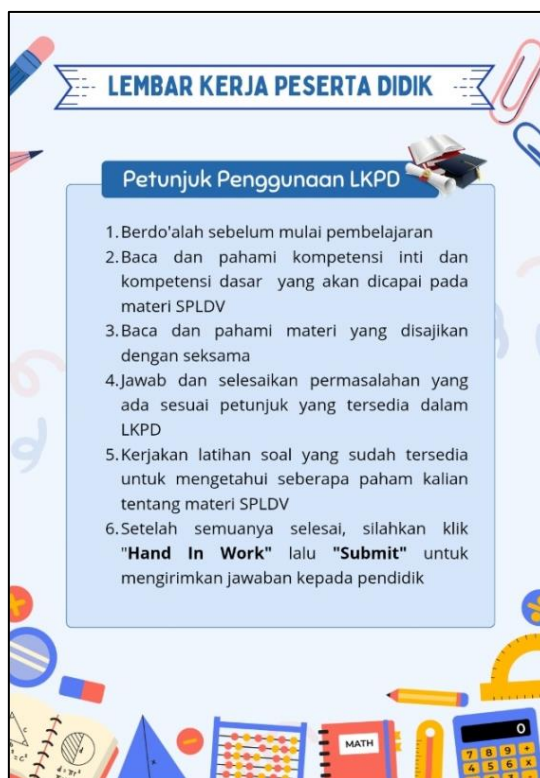 LEMBAR KERJA PESERTA DIDIK
Petunjuk Penggunaan LKPD
1. Berdo'alah sebelum mulai pembelajaran
2. Baca dan pahami kompetensi inti dan
kompetensi dasar yang akan dicapai pada
materi SPLDV
3. Baca dan pahami materi yang disajikan
dengan seksama
4. Jawab dan selesaikan permasalahan yang
ada sesuai petunjuk yang tersedia dalam
LKPD
5. Kerjakan latihan soal yang sudah tersedia
untuk mengetahui seberapa paham kalian
tentang materi SPLDV
6. Setelah semuanya selesai, silahkan klik
"Hand In Work" lalu "Submit" untuk
mengirimkan jawaban kepada pendidik
MATH
0
7 8 9 +
4 5 6 x